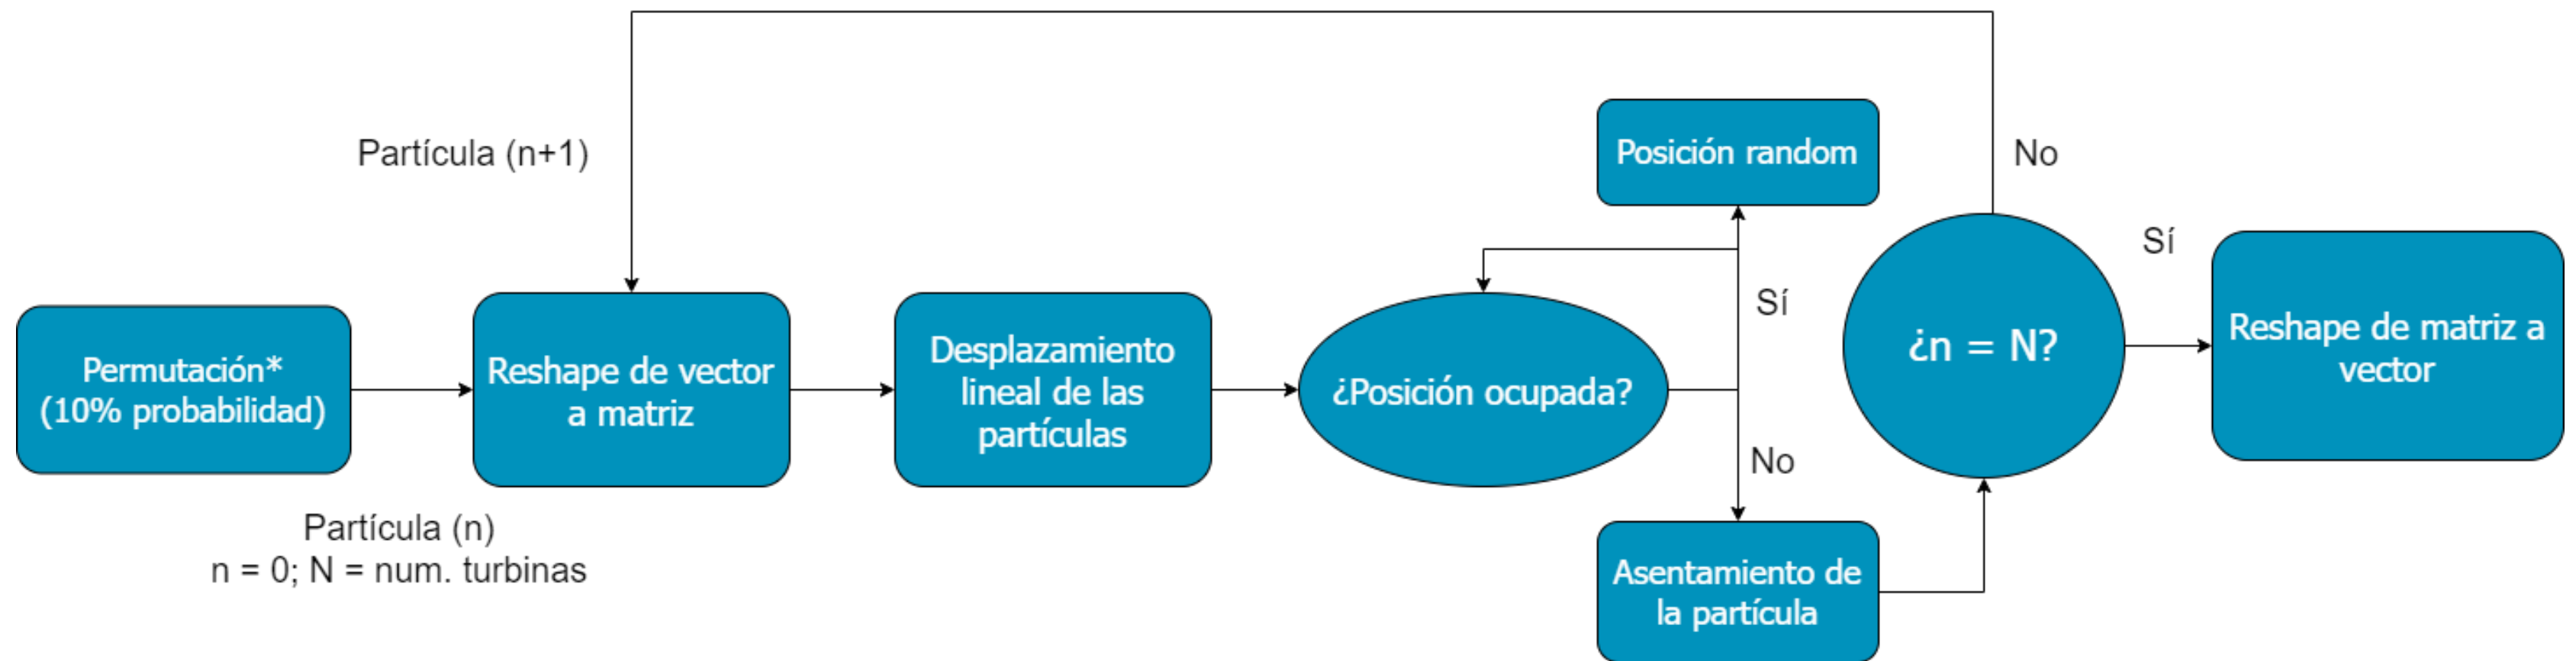 Permutación*
(10% probabilidad)
Partícula (n)
n = 0; N = num. turbinas
Partícula (n+1)
Reshape de vector
a matriz
Desplazamiento
lineal de las
partículas
¿Posición ocupada?
Sí
Posición random
No
Asentamiento de
la partícula
¿n = N?
No
Sí
Reshape de matriz a
vector